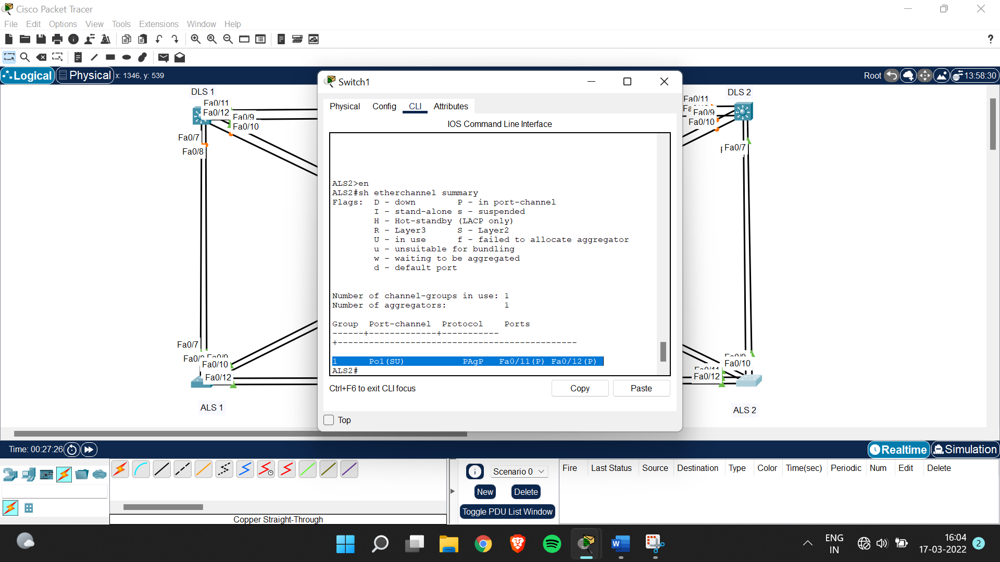 Cisco Packet Tracer
File Edit Options View Tools Extensions Window Help
Logical Physical x: 1346, y: 539
Root 13:58:30
DLS 1
Fa0/11
Fa0/12
Fa0/9
Fa0/10
Fa0/7
Fa0/8
Fa0/7
Fa0/10
Fa0/12
ALS 1
Switch1
Physical Config CLI Attributes
IOS Command Line Interface
ALS2>en
ALS2#sh etherchannel summary
Flags: D - down P - in port-channel
I - stand-alone s - suspended
H - Hot-standby (LACP only)
R - Layer3 S - Layer2
U - in use f - failed to allocate aggregator
u - unsuitable for bundling
w - waiting to be aggregated
d - default port
Number of channel-groups in use: 1
Number of aggregators: 1
Group Port-channel Protocol Ports
------+-------------+-----------
+----------------------------------------------
1 Po1(SU) PAgP Fa0/11(P) Fa0/12(P)
ALS2#
Ctrl+F6 to exit CLI focus
Copy Paste
Top
DLS 2
Fa0/11
Fa0/9
Fa0/10
Fa0/7
Fa0/10
Fa0/12
ALS 2
Time: 00:27:26
Realtime Simulation
Copper Straight-Through
Scenario 0
New Delete
Toggle PDU List Window
Fire Last Status Source Destination Type Color Time(sec) Periodic Num Edit Delete
ENG
IN
16:04
17-03-2022
2